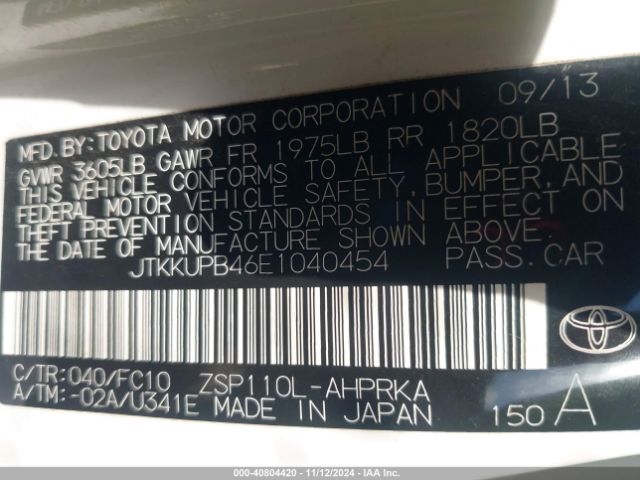 MFD. BY: TOYOTA MOTOR CORPORATION 09/13
GVWR 3605LB GAWR FR 1975LB RR 1820LB
THIS VEHICLE CONFORMS TO ALL APPLICABLE
FEDERAL MOTOR VEHICLE SAFETY, BUMPER, AND
THEFT PREVENTION STANDARDS IN EFFECT ON
THE DATE OF MANUFACTURE SHOWN ABOVE.
JTKKUPB46E1040454 PASS. CAR
C/TR: 040/FC10 ZSP110L-AHPRKA
A/TM: -02A/U341E MADE IN JAPAN 150 A
000-40804420 - 11/12/2024 - IAA Inc.